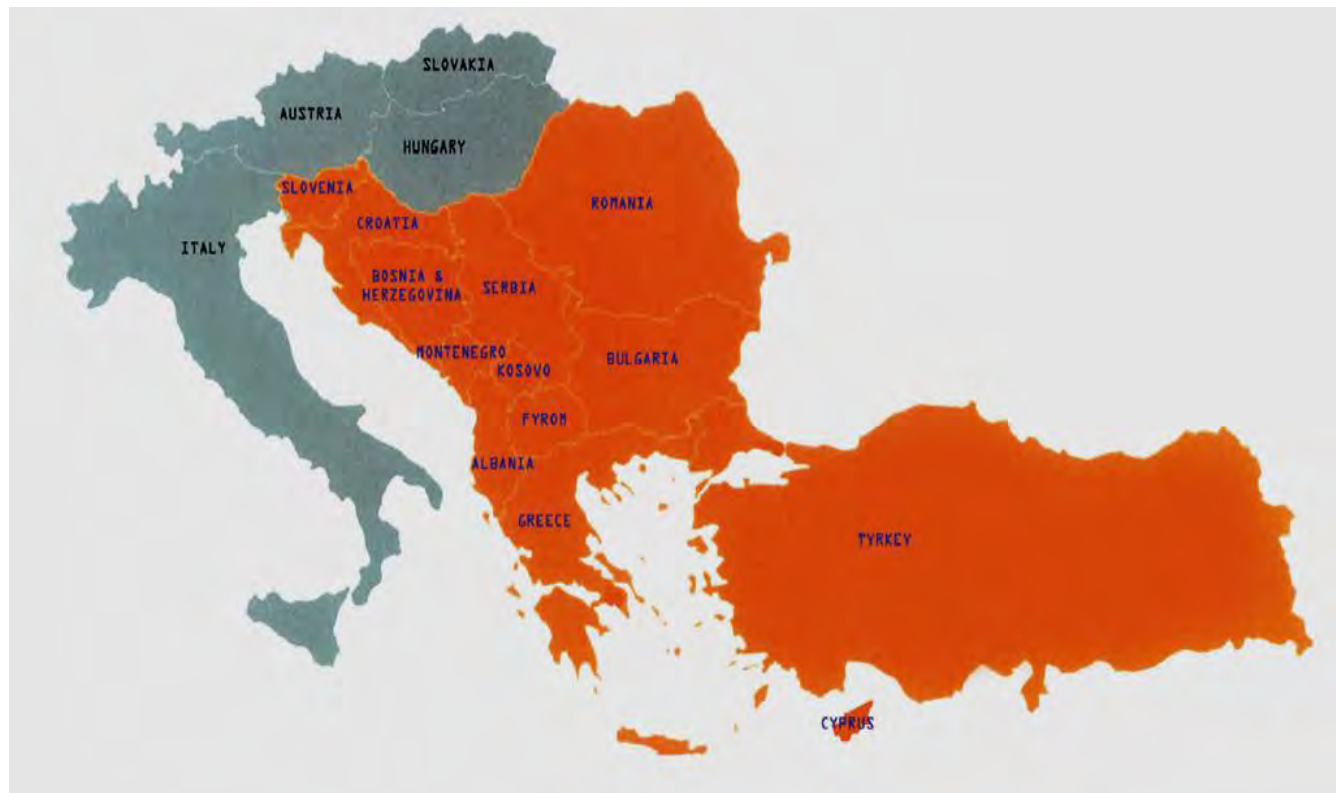 SLOVAKIA
AUSTRIA
HUNGARY
SLOVENIA
ROMANIA
CROATIA
ITALY
BOSNIA &
HERZEGOVINA
SERBIA
MONTENEGRO
BULGARIA
KOSOVO
FYROM
ALBANIA
GREECE
TYRKEY
CYPRUS